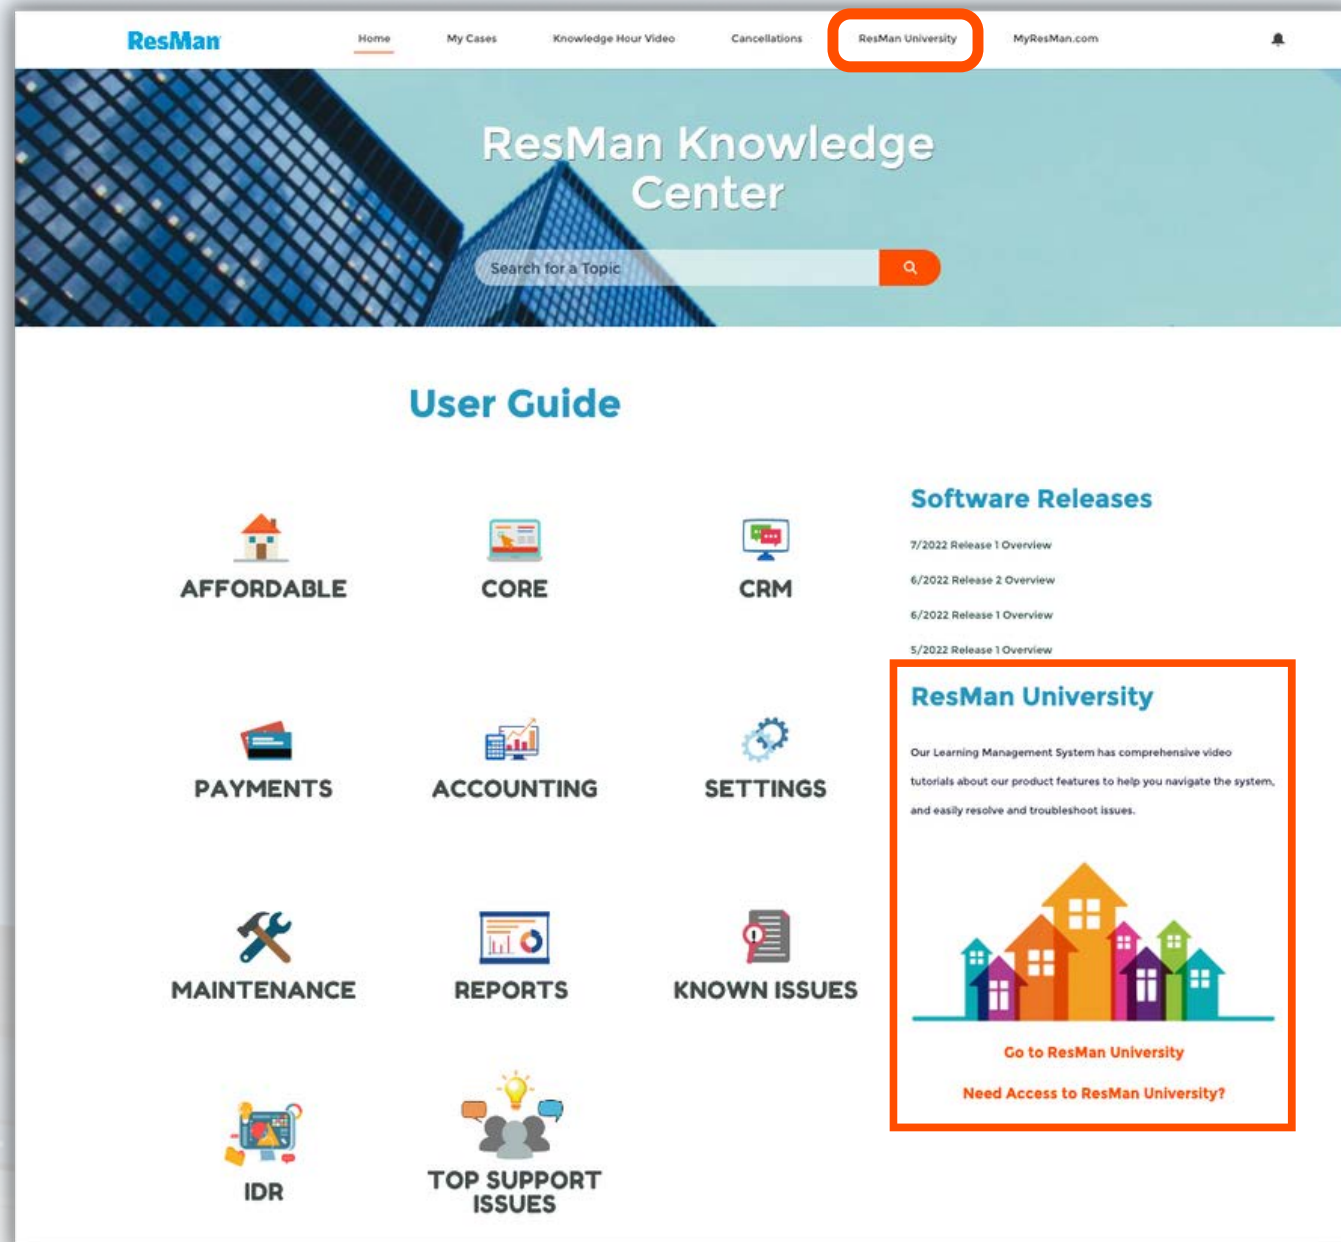 ResMan
Home
My Cases
Knowledge Hour Video
Cancellations
ResMan University
MyResMan.com
ResMan Knowledge
Center
Search for a Topic
User Guide
AFFORDABLE
CORE
CRM
PAYMENTS
ACCOUNTING
SETTINGS
MAINTENANCE
REPORTS
KNOWN ISSUES
IDR
TOP SUPPORT
ISSUES
Software Releases
7/2022 Release 1 Overview
6/2022 Release 2 Overview
6/2022 Release 1 Overview
5/2022 Release 1 Overview
ResMan University
Our Learning Management System has comprehensive video
tutorials about our product features to help you navigate the system,
and easily resolve and troubleshoot issues.
Go to ResMan University
Need Access to ResMan University?